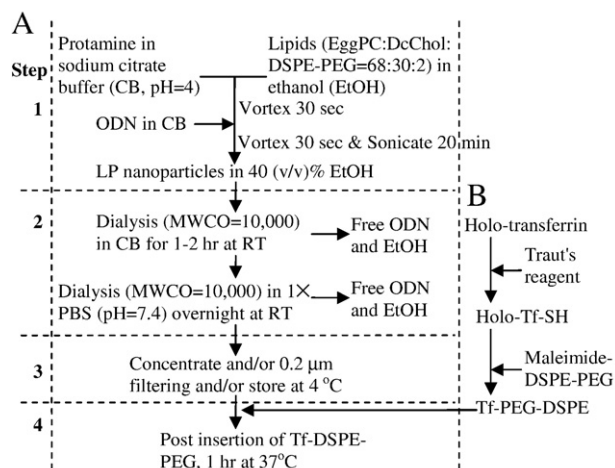 A
Step
1
Protamine in
sodium citrate
buffer (CB, pH=4)
Lipids (EggPC:DcChol:
DSPE-PEG=68:30:2) in
ethanol (EtOH)
Vortex 30 sec
ODN in CB
Vortex 30 sec & Sonicate 20 min
LP nanoparticles in 40 (v/v)% EtOH
2
Dialysis (MWCO=10,000)
in CB for 1-2 hr at RT
Free ODN
and EtOH
Dialysis (MWCO=10,000) in 1×
PBS (pH=7.4) overnight at RT
Free ODN
and EtOH
3
Concentrate and/or 0.2 μm
filtering and/or store at 4 °C
4
Post insertion of Tf-DSPE-
PEG, 1 hr at 37°C
B
Holo-transferrin
Traut's
reagent
Holo-Tf-SH
Maleimide-
DSPE-PEG
Tf-PEG-DSPE